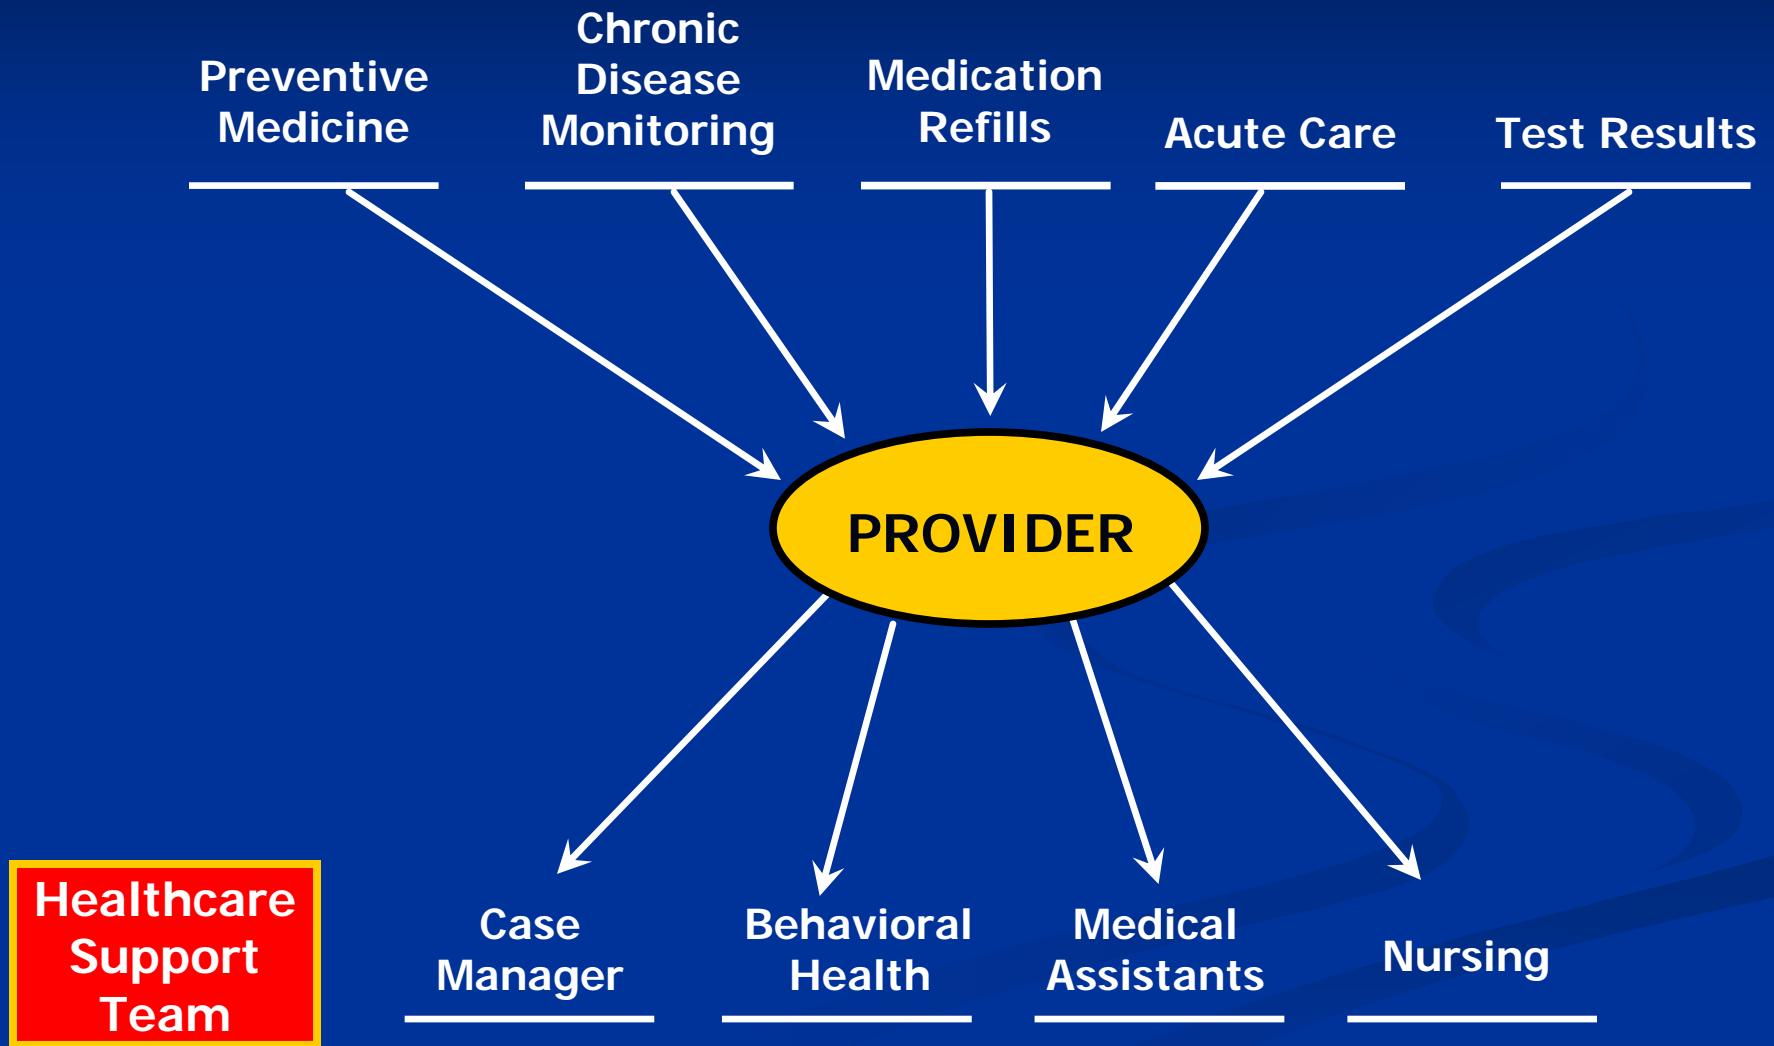 Preventive
Medicine
Chronic
Disease
Monitoring
Medication
Refills
Acute Care
Test Results
PROVIDER
Healthcare
Support
Team
Case
Manager
Behavioral
Health
Medical
Assistants
Nursing